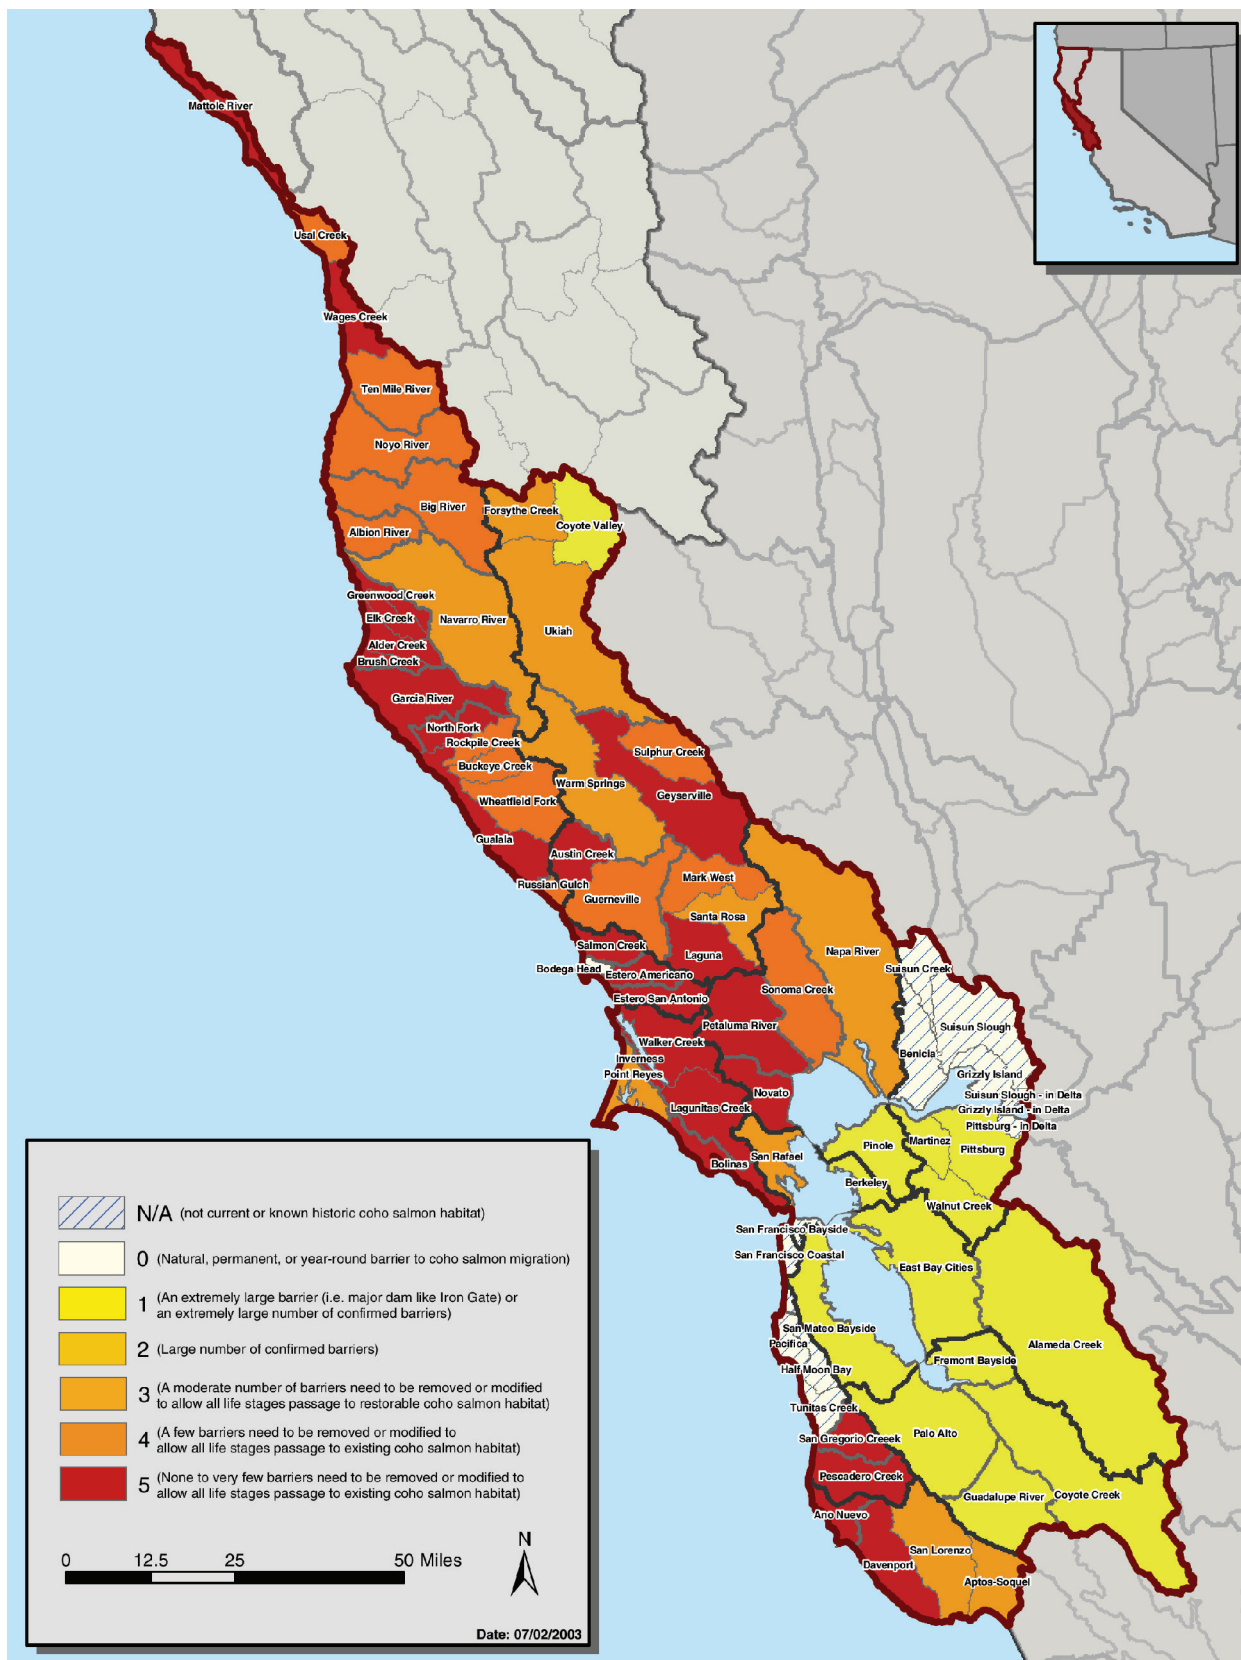 Mattole River
Usal Creek
Wages Creek
Ten Mile River
Noyo River
Big River
Forsythe Creek
Coyote Valley
Albion River
Greenwood Creek
Elk Creek
Navarro River
Ukiah
Alder Creek
Brush Creek
Garcia River
North Fork
Rockpile Creek
Sulphur Creek
Buckeye Creek
Warm Springs
Geyserville
Wheatfield Fork
Gualala
Austin Creek
Russian Gulch
Mark West
Guerneville
Santa Rosa
Salmon Creek
Laguna
Napa River
Bodega Head
Suisun Creek
Estero Americano
Sonoma Creek
Estero San Antonio
Petaluma River
Suisun Slough
Walker Creek
Benicia
Inverness
Point Reyes
Grizzly Island
Novato
Suisun Slough - in Delta
Lagunitas Creek
Grizzly Island - in Delta
Pittsburg - in Delta
Pinole
Martinez
Pittsburg
San Rafael
Bolinas
Berkeley
Walnut Creek
San Francisco Bayside
San Francisco Coastal
East Bay Cities
San Mateo Bayside
Pacifica
Alameda Creek
Fremont Bayside
Half Moon Bay
Tunitas Creek
San Gregorio Creeek
Palo Alto
Pescadero Creek
Guadalupe River
Coyote Creek
Ano Nuevo
San Lorenzo
Davenport
Aptos-Soquel
N/A (not current or known historic coho salmon habitat)
0 (Natural, permanent, or year-round barrier to coho salmon migration)
1 (An extremely large barrier (i.e. major dam like Iron Gate) or
an extremely large number of confirmed barriers)
2 (Large number of confirmed barriers)
3 (A moderate number of barriers need to be removed or modified
to allow all life stages passage to restorable coho salmon habitat)
4 (A few barriers need to be removed or modified to
allow all life stages passage to existing coho salmon habitat)
5 (None to very few barriers need to be removed or modified to
allow all life stages passage to existing coho salmon habitat)
N
0 12.5 25 50 Miles
Date: 07/02/2003